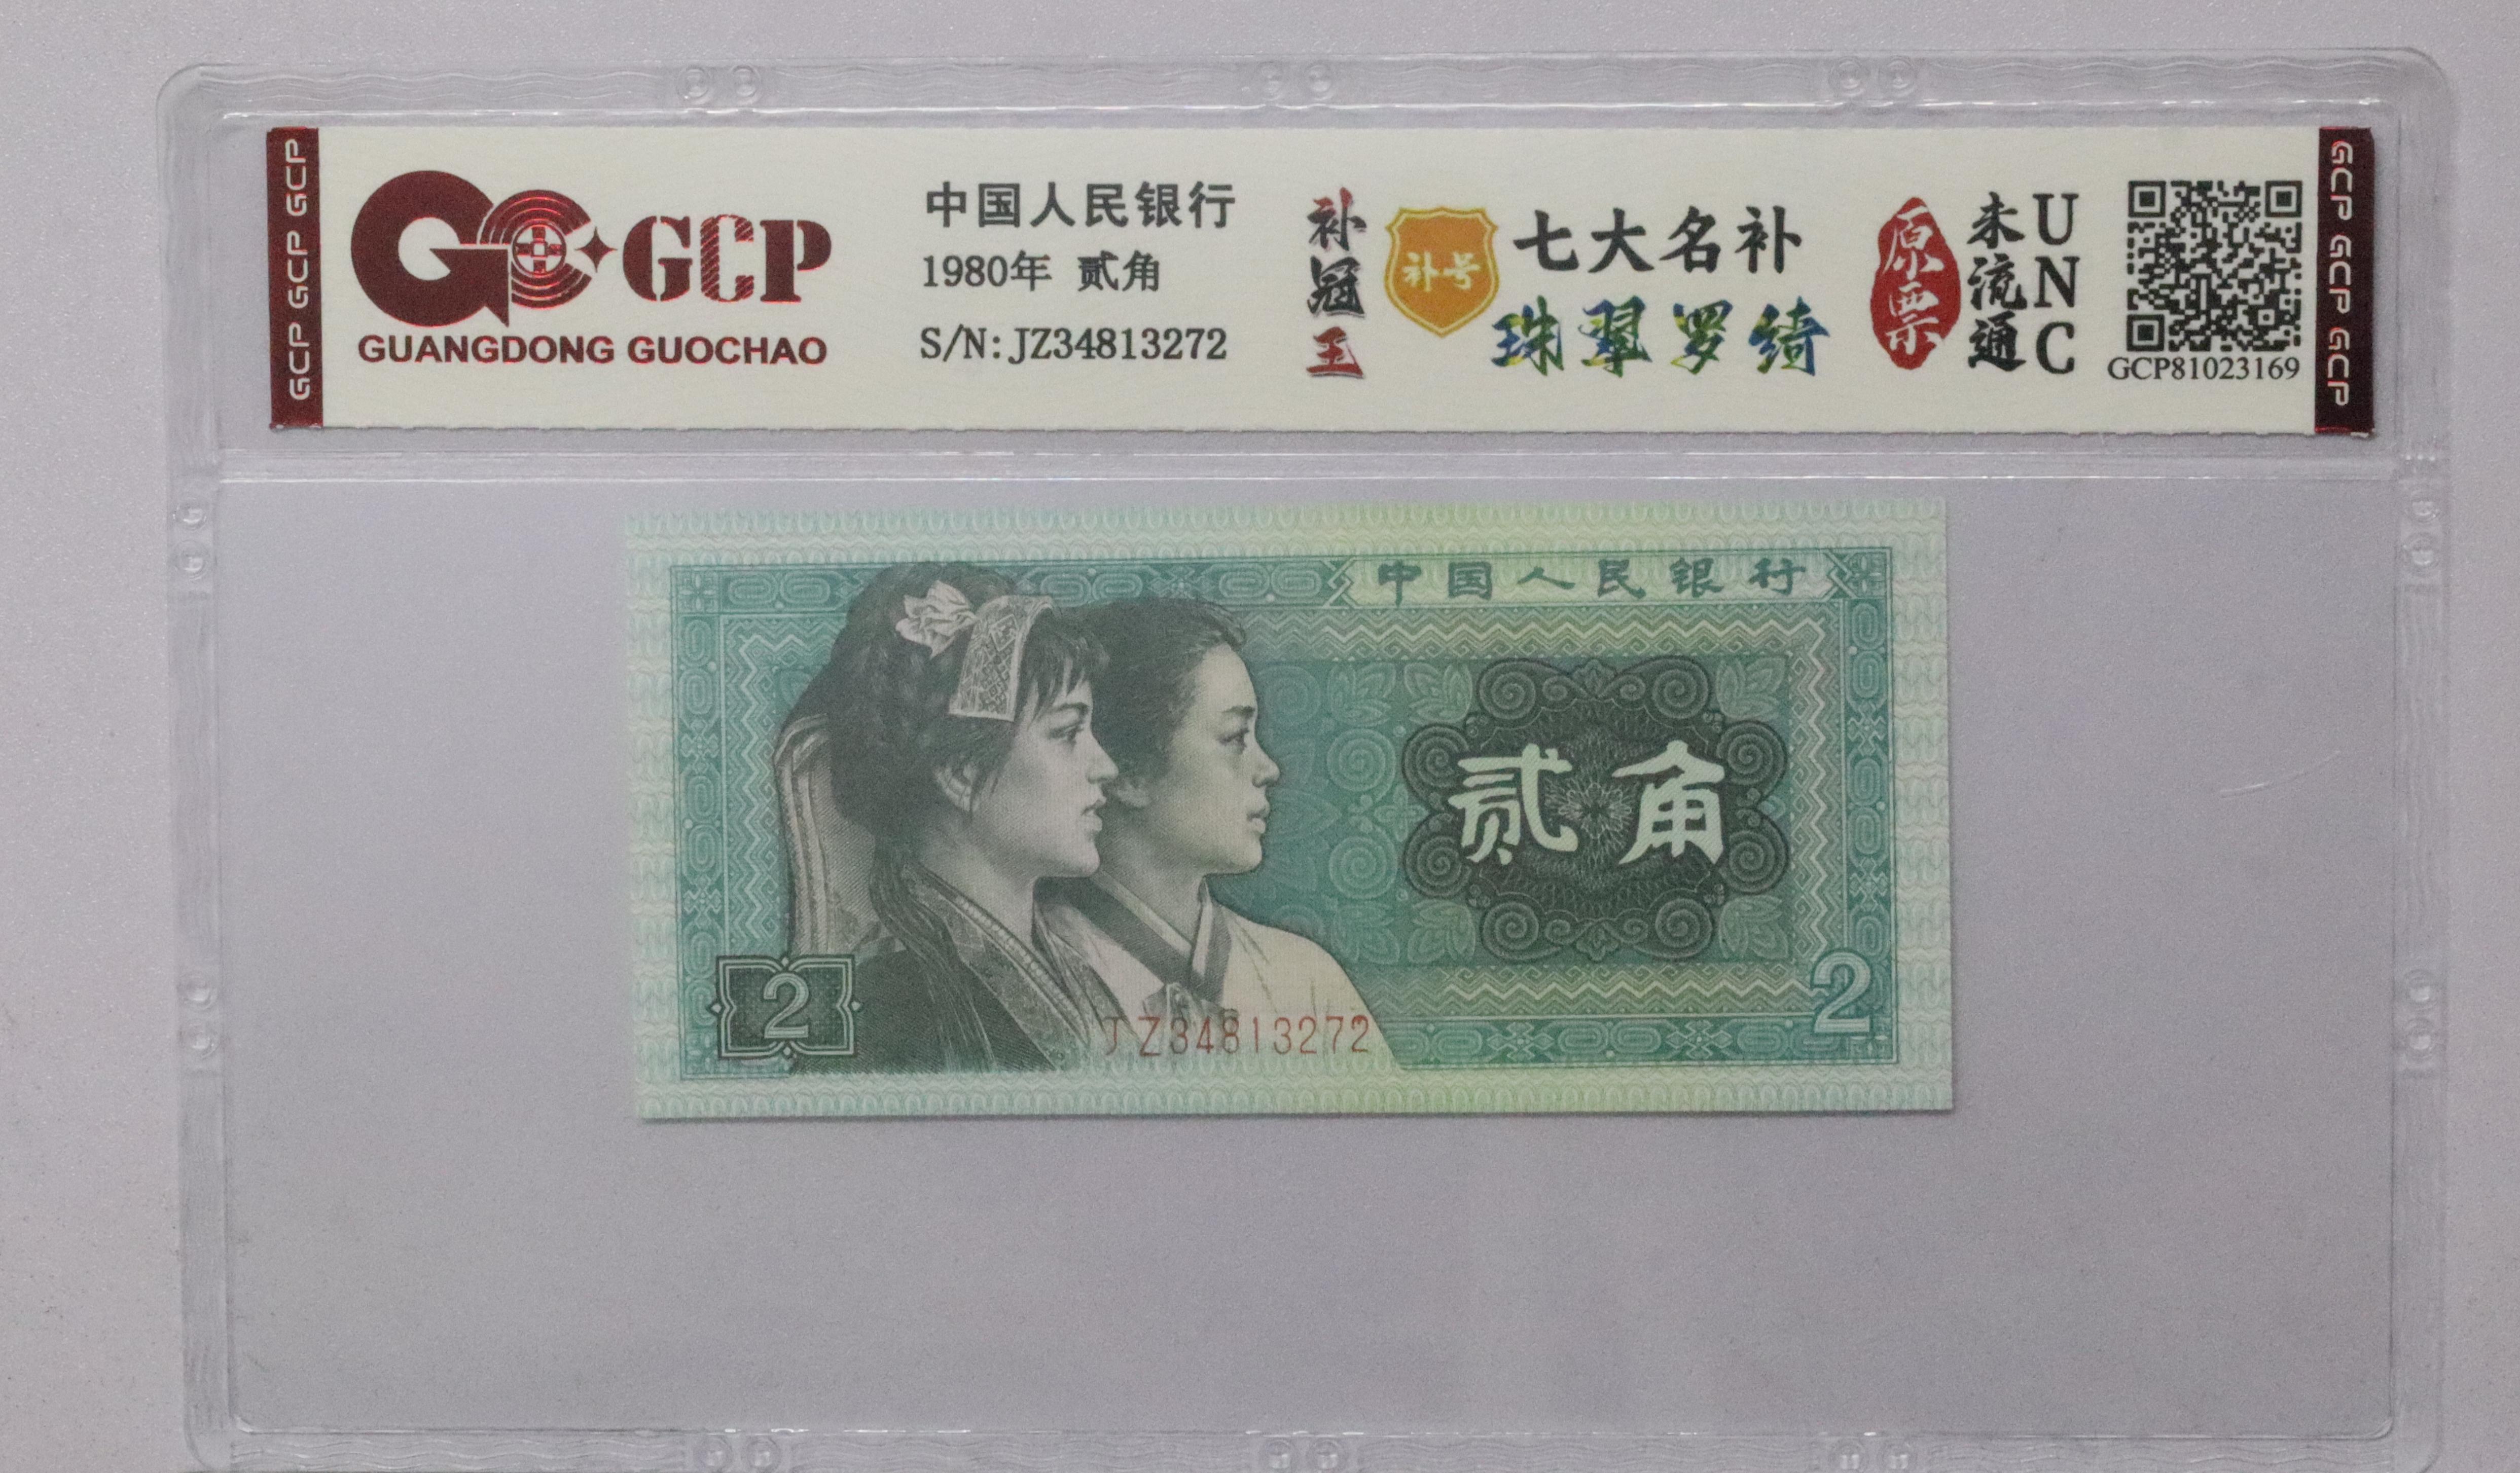 GCP GCP GCP
GCP
GUANGDONG GUOCHAO
中国人民银行
1980年 贰角
S/N: JZ34813272
补冠王
补号
七大名补
珠翠罗绮
原票
未流通
UNC
GCP81023169
GCP GCP GCP
中国人民银行
贰角
2
2
JZ34813272